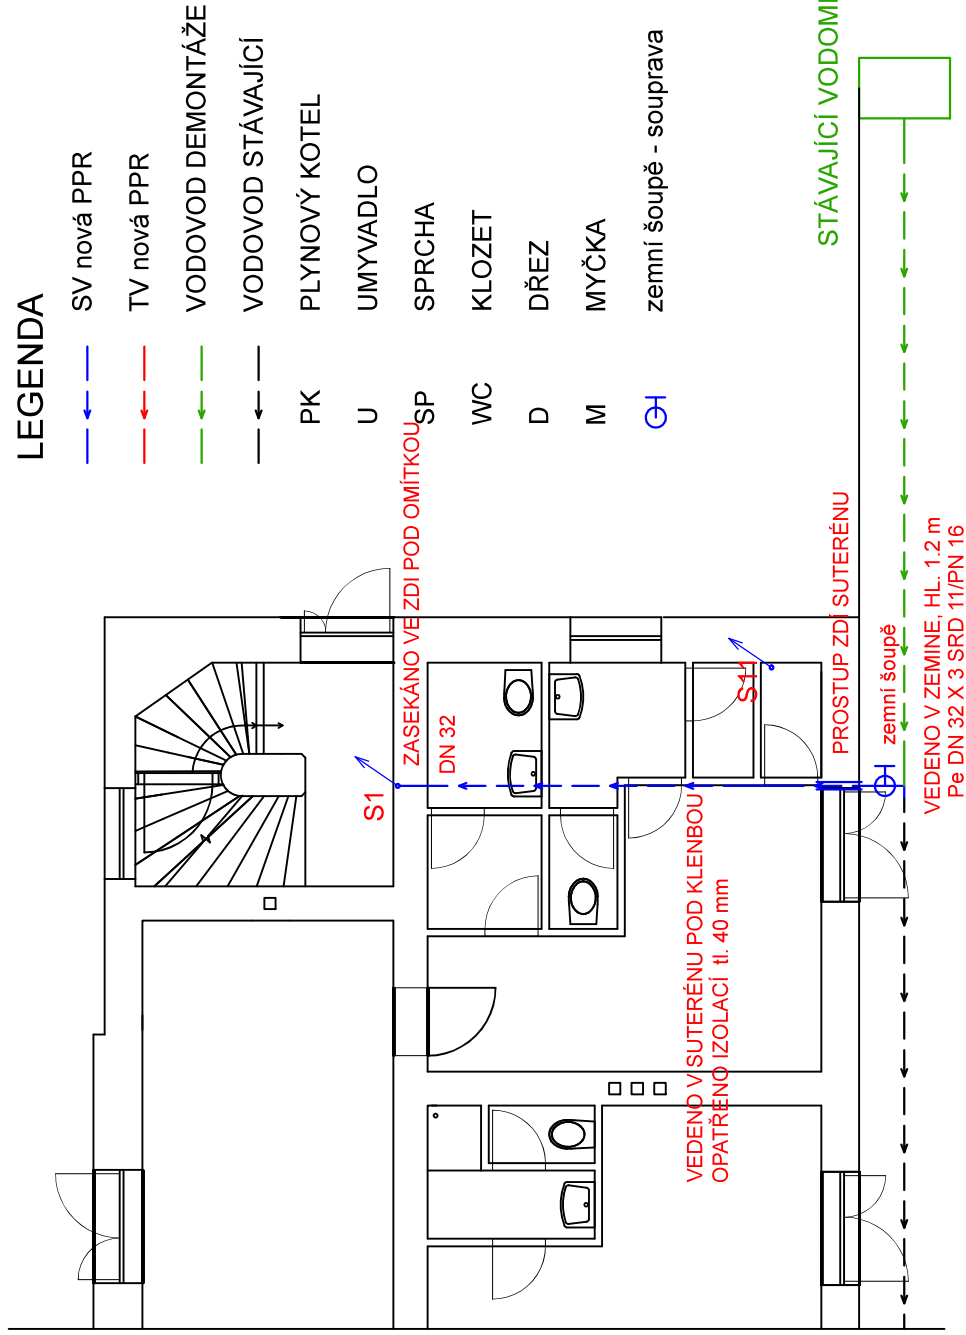 LEGENDA
SV nová PPR
TV nová PPR
VODOVOD DEMONTÁŽE
VODOVOD STÁVAJÍCÍ
PK PLYNOVÝ KOTEL
U UMYVADLO
SP SPRCHA
WC KLOZET
D DŘEZ
M MYČKA
zemní šoupě - souprava
STÁVAJÍCÍ
S1
ZASEKÁNO VE ZDI POD OMÍTKOU
DN 32
S11
VEDENO V SUTERÉNU POD KLENBOU
OPATŘENO IZOLACÍ tl. 40 mm
PROSTUP ZDÍ SUTERÉNU
zemní šoupě
VEDENO V ZEMINE, HL. 1.2 m
Pe DN 32 X 3 SRD 11/PN 16